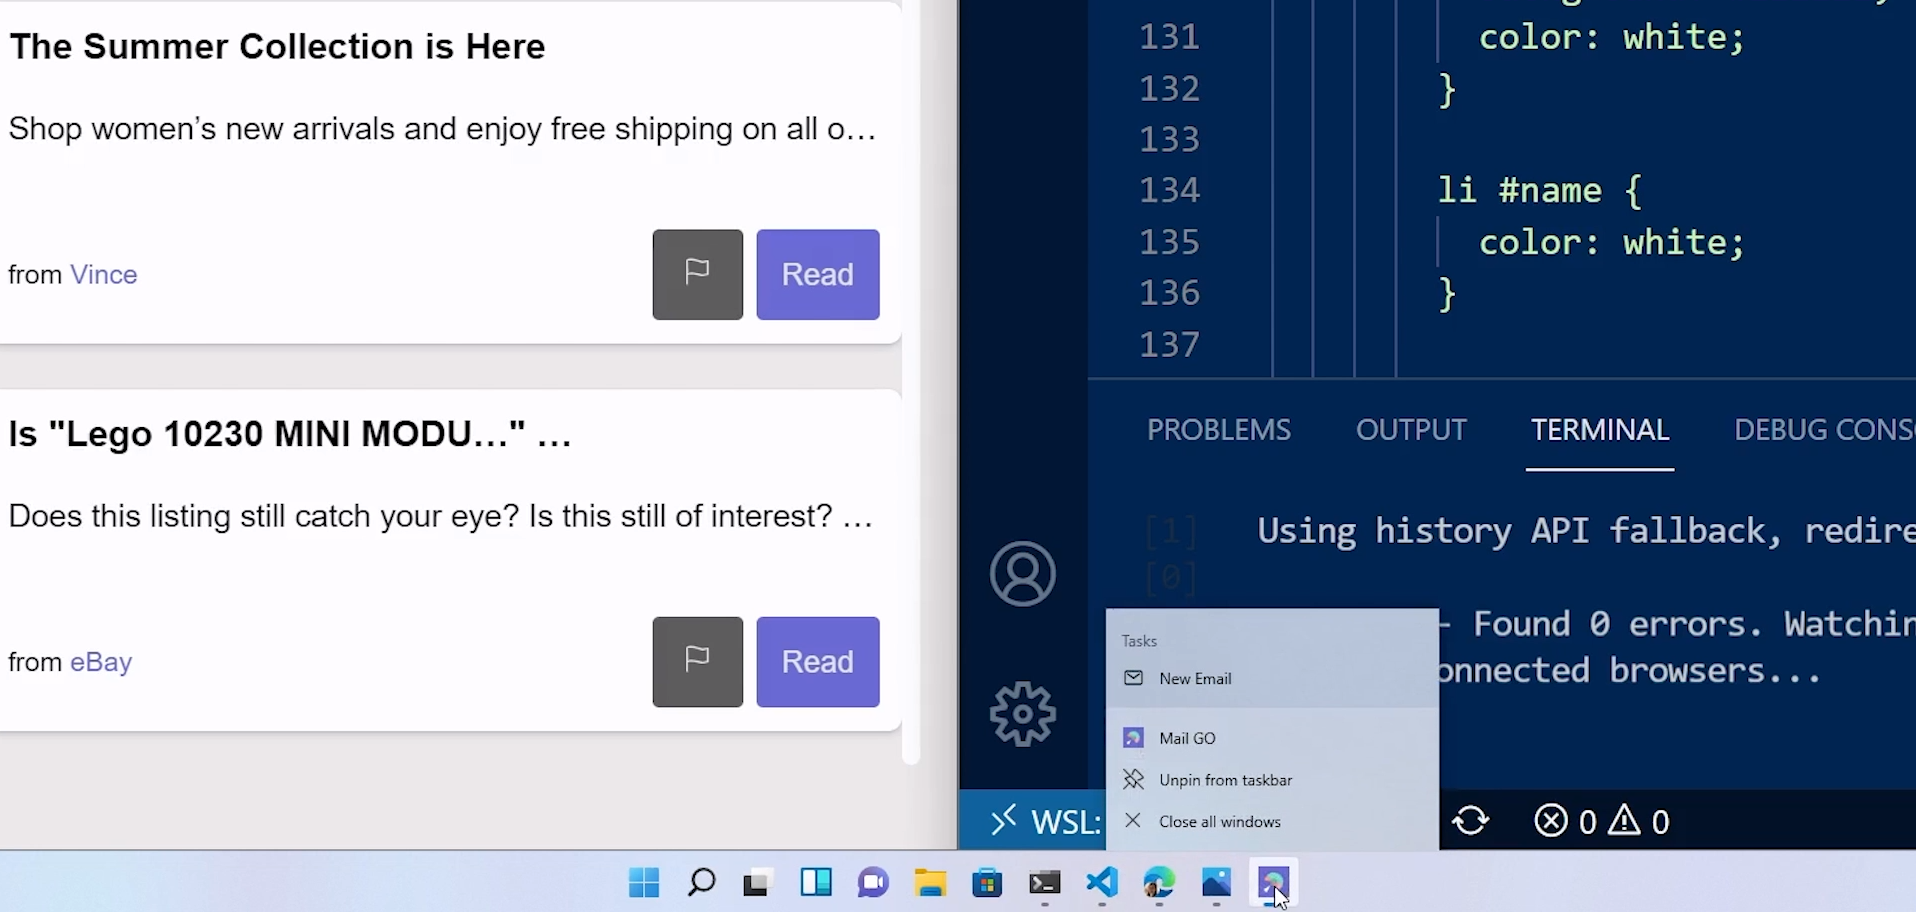 The Summer Collection is Here
Shop women’s new arrivals and enjoy free shipping on all o…
from Vince
Read
Is "Lego 10230 MINI MODU…" …
Does this listing still catch your eye? Is this still of interest? …
from eBay
Read
131 color: white;
132 }
133
134 li #name {
135 color: white;
136 }
137
PROBLEMS OUTPUT TERMINAL DEBUG CONS
[1] Using history API fallback, redire
[0]
- Found 0 errors. Watchin
onnected browsers...
Tasks
New Email
Mail GO
Unpin from taskbar
Close all windows
WSL: 0 0